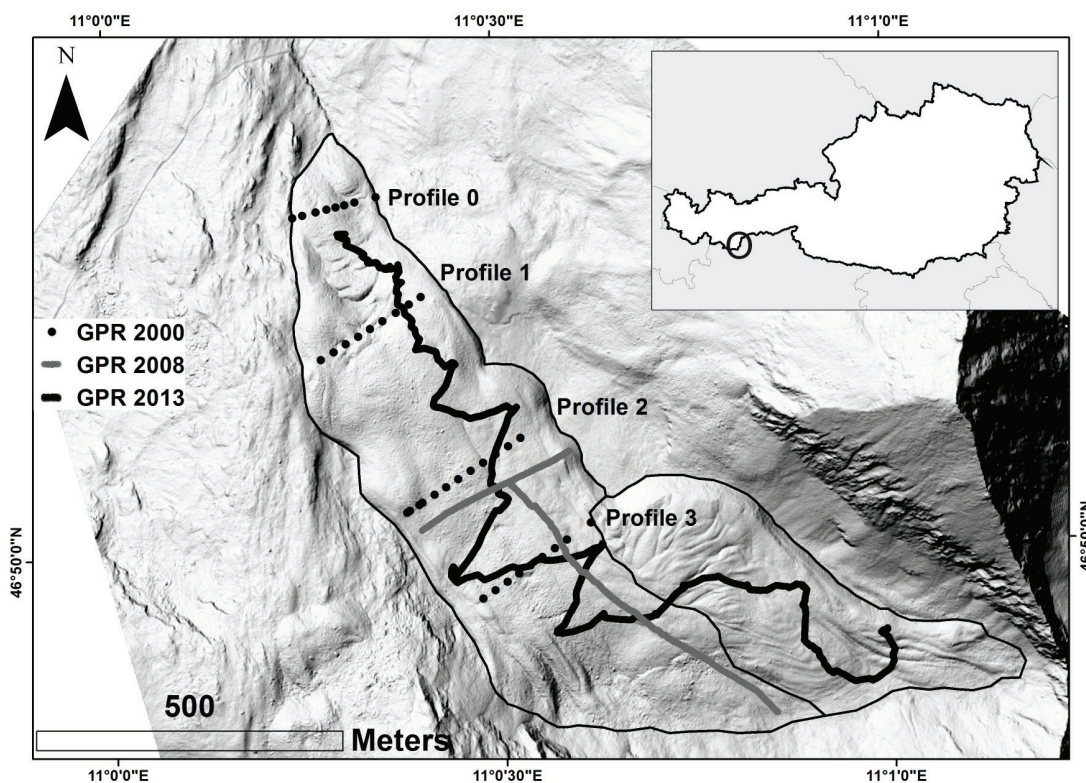 11°0'0"E
11°0'30"E
11°1'0"E
N
Profile 0
Profile 1
GPR 2000
GPR 2008
GPR 2013
Profile 2
Profile 3
46°50'0"N
46°50'0"N
500
Meters
11°0'0"E
11°0'30"E
11°1'0"E